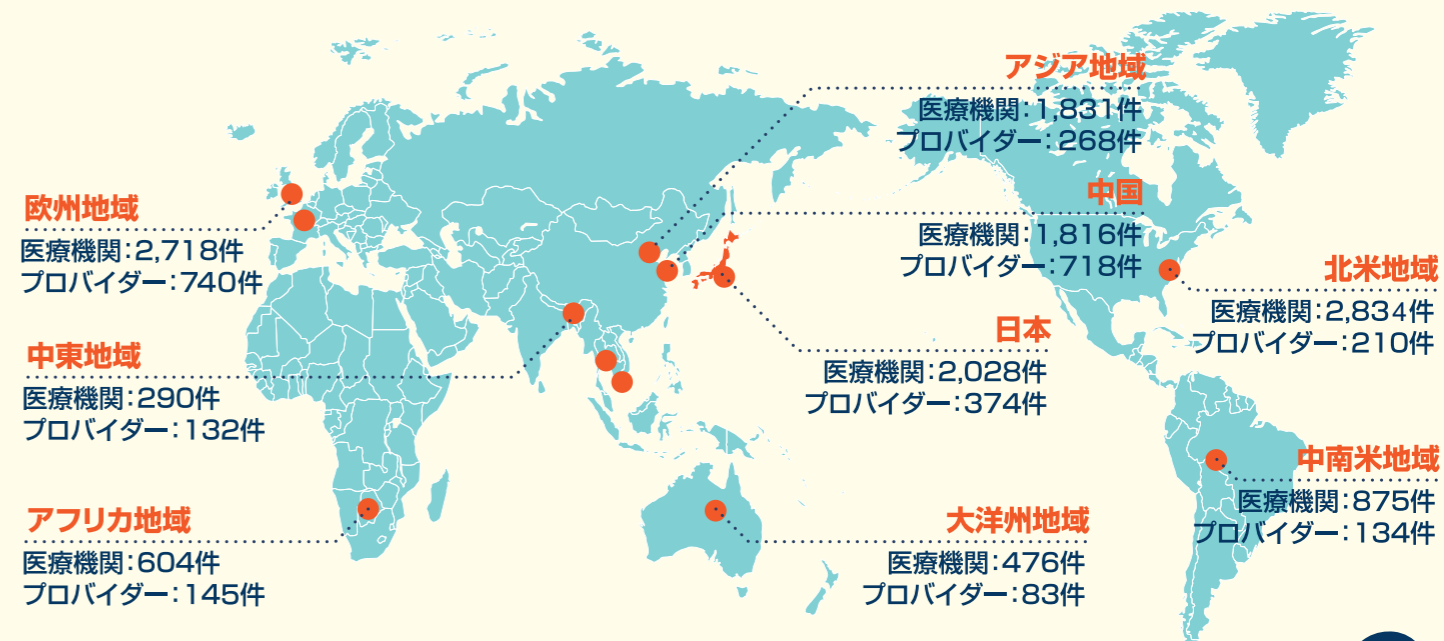 アジア地域
医療機関:1,831件
プロバイダー:268件
中国
医療機関:1,816件
プロバイダー:718件
欧州地域
医療機関:2,718件
プロバイダー:740件
北米地域
医療機関:2,834件
プロバイダー:210件
日本
医療機関:2,028件
プロバイダー:374件
中東地域
医療機関:290件
プロバイダー:132件
中南米地域
医療機関:875件
プロバイダー:134件
アフリカ地域
医療機関:604件
プロバイダー:145件
大洋州地域
医療機関:476件
プロバイダー:83件